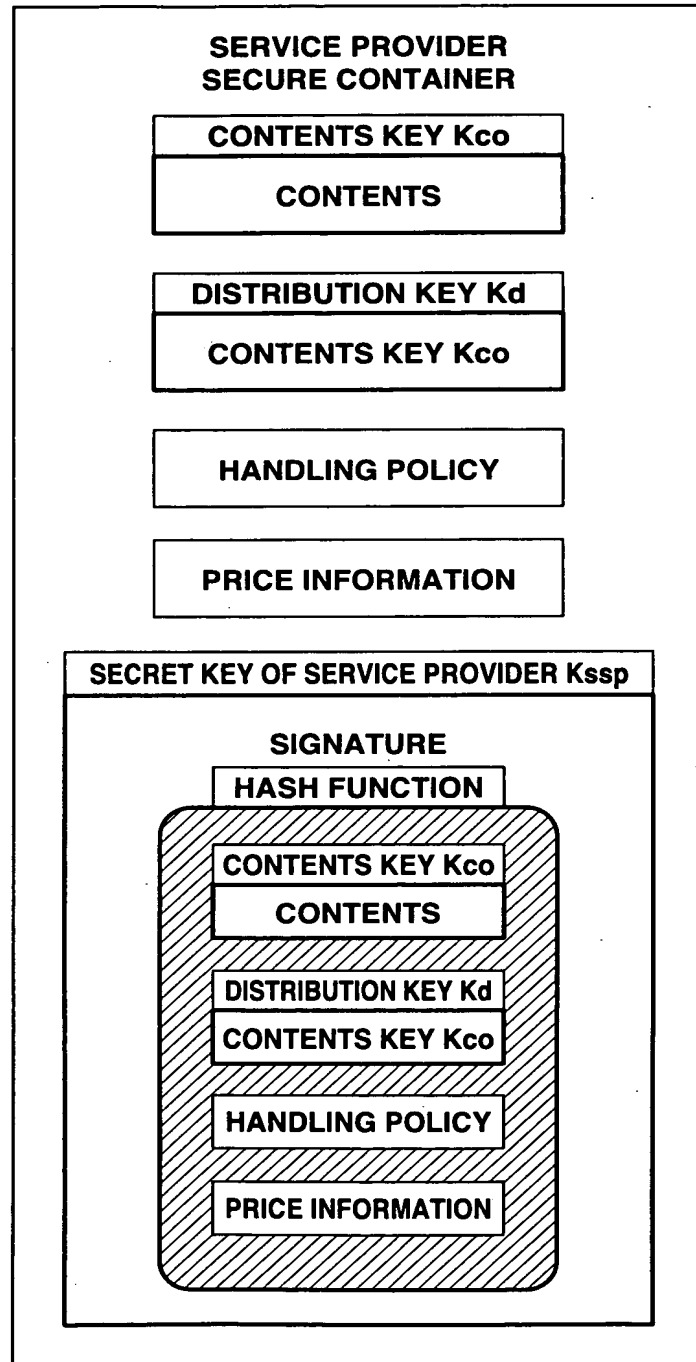 SERVICE PROVIDER
SECURE CONTAINER
CONTENTS KEY Kco
CONTENTS
DISTRIBUTION KEY Kd
CONTENTS KEY Kco
HANDLING POLICY
PRICE INFORMATION
SECRET KEY OF SERVICE PROVIDER Kssp
SIGNATURE
HASH FUNCTION
CONTENTS KEY Kco
CONTENTS
DISTRIBUTION KEY Kd
CONTENTS KEY Kco
HANDLING POLICY
PRICE INFORMATION